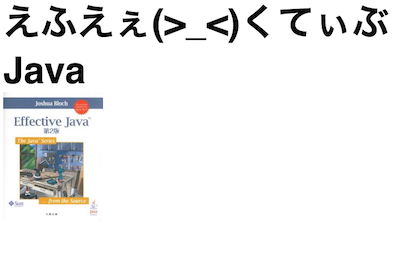 えふえぇ(>_<)くてぃぶ
Java
Joshua Bloch
Effective Java™
第2版
The Java™ Series
...from the Source
Sun